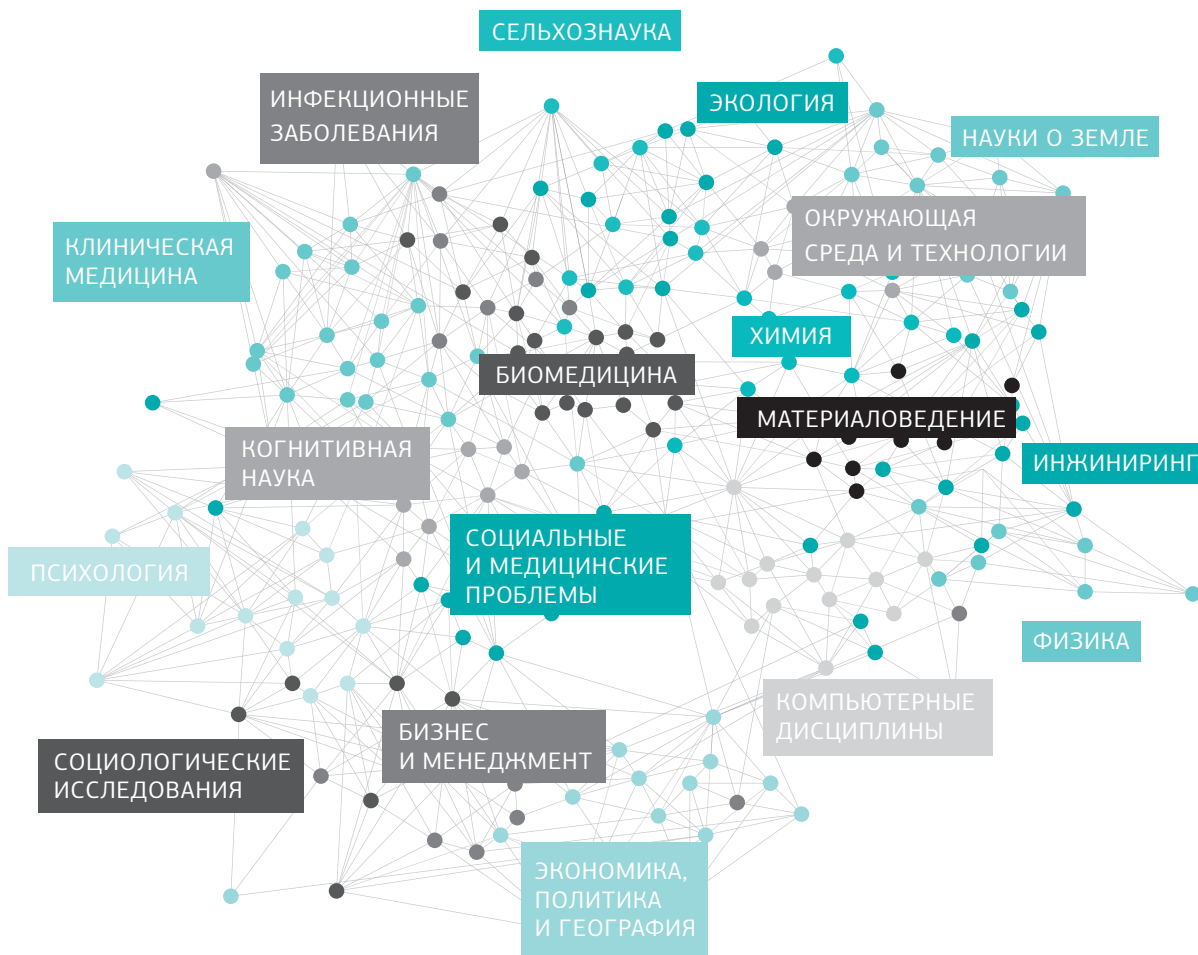 СЕЛЬХОЗНАУКА
ИНФЕКЦИОННЫЕ
ЗАБОЛЕВАНИЯ
ЭКОЛОГИЯ
НАУКИ О ЗЕМЛЕ
КЛИНИЧЕСКАЯ
МЕДИЦИНА
ОКРУЖАЮЩАЯ
СРЕДА И ТЕХНОЛОГИИ
ХИМИЯ
БИОМЕДИЦИНА
МАТЕРИАЛОВЕДЕНИЕ
КОГНИТИВНАЯ
НАУКА
ИНЖИНИРИНГ
СОЦИАЛЬНЫЕ
И МЕДИЦИНСКИЕ
ПРОБЛЕМЫ
ПСИХОЛОГИЯ
ФИЗИКА
КОМПЬЮТЕРНЫЕ
ДИСЦИПЛИНЫ
БИЗНЕС
И МЕНЕДЖМЕНТ
СОЦИОЛОГИЧЕСКИЕ
ИССЛЕДОВАНИЯ
ЭКОНОМИКА,
ПОЛИТИКА
И ГЕОГРАФИЯ